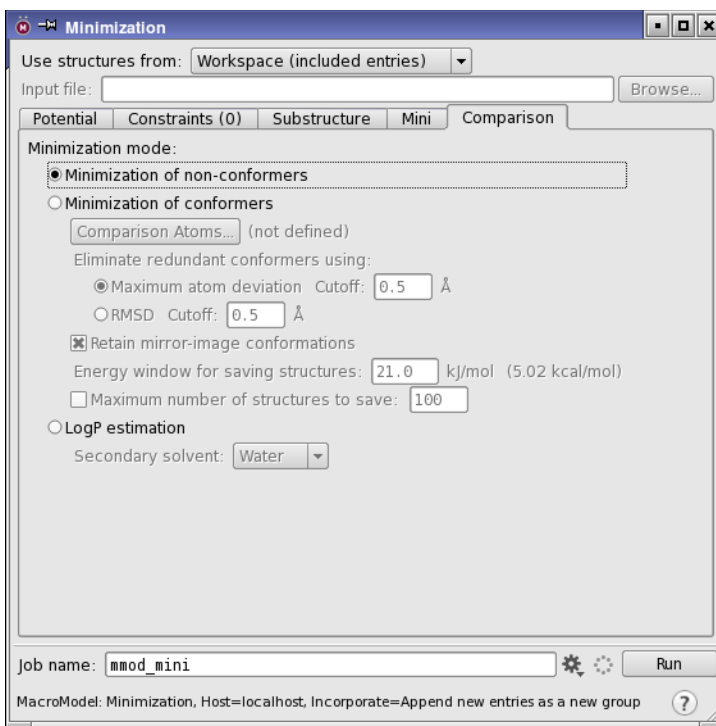 Minimization
Use structures from: Workspace (included entries)
Input file: Browse...
Potential Constraints (0) Substructure Mini Comparison
Minimization mode:
Minimization of non-conformers
Minimization of conformers
Comparison Atoms... (not defined)
Eliminate redundant conformers using:
Maximum atom deviation Cutoff: 0.5 Å
RMSD Cutoff: 0.5 Å
Retain mirror-image conformations
Energy window for saving structures: 21.0 kJ/mol (5.02 kcal/mol)
Maximum number of structures to save: 100
LogP estimation
Secondary solvent: Water
Job name: mmod_mini Run
MacroModel: Minimization, Host=localhost, Incorporate=Append new entries as a new group ?